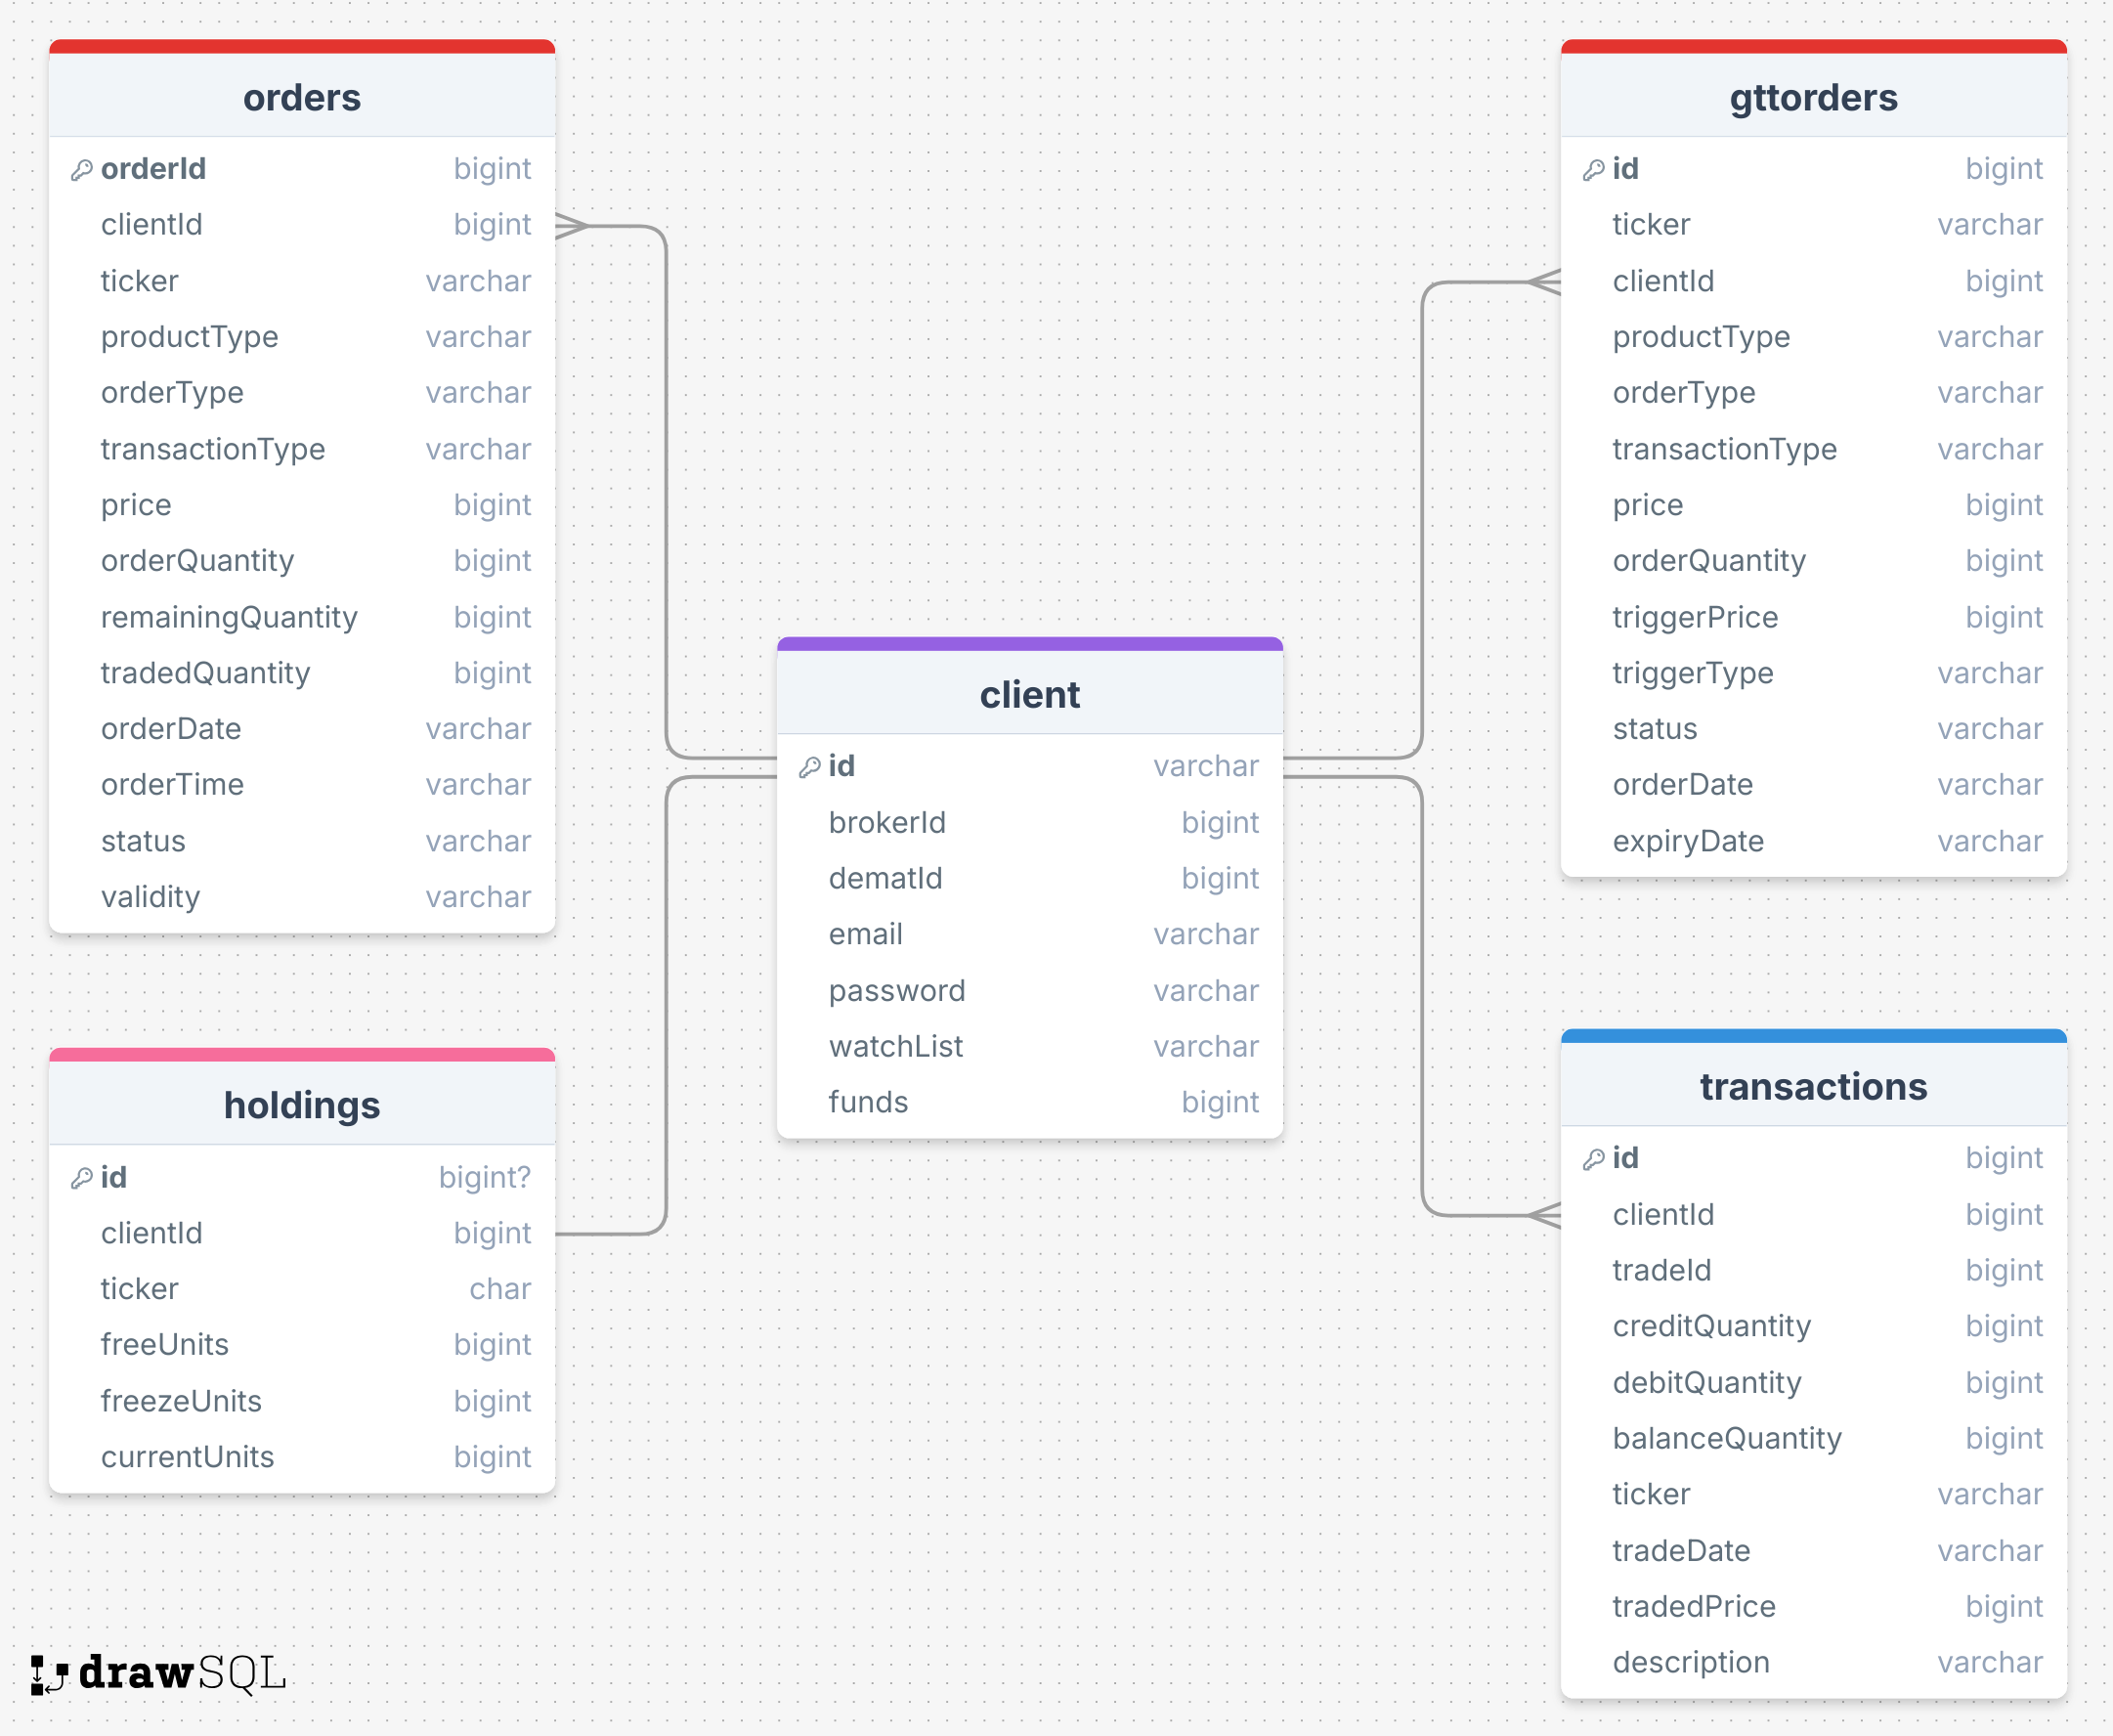 orders
orderId bigint
clientId bigint
ticker varchar
productType varchar
orderType varchar
transactionType varchar
price bigint
orderQuantity bigint
remainingQuantity bigint
tradedQuantity bigint
orderDate varchar
orderTime varchar
status varchar
validity varchar
gttorders
id bigint
ticker varchar
clientId bigint
productType varchar
orderType varchar
transactionType varchar
price bigint
orderQuantity bigint
triggerPrice bigint
triggerType varchar
status varchar
orderDate varchar
expiryDate varchar
client
id varchar
brokerId bigint
dematId bigint
email varchar
password varchar
watchList varchar
funds bigint
holdings
id bigint?
clientId bigint
ticker char
freeUnits bigint
freezeUnits bigint
currentUnits bigint
transactions
id bigint
clientId bigint
tradeId bigint
creditQuantity bigint
debitQuantity bigint
balanceQuantity bigint
ticker varchar
tradeDate varchar
tradedPrice bigint
description varchar
drawSQL